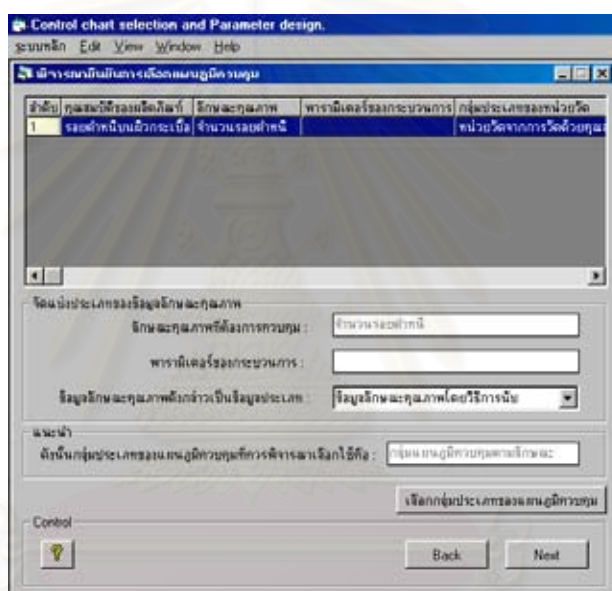 Control chart selection and Parameter design.
ระบบหลัก Edit View Window Help
พิจารณายืนยันการเลือกแผนภูมิควบคุม
ลำดับ คุณสมบัติของผลิตภัณฑ์ ลักษณะคุณภาพ พารามิเตอร์ของกระบวนการ กลุ่มประเภทของหน่วยวัด
1 รอยตำหนิบนผิวกระเบื้อ จำนวนรอยตำหนิ หน่วยวัดจากการวัดด้วยคุณ
จัดแบ่งประเภทของข้อมูลลักษณะคุณภาพ
ลักษณะคุณภาพที่ต้องการควบคุม : จำนวนรอยตำหนิ
พารามิเตอร์ของกระบวนการ :
ข้อมูลลักษณะคุณภาพดังกล่าวเป็นข้อมูลประเภท : ข้อมูลลักษณะคุณภาพโดยวิธีการนับ
แนะนำ
ดังนั้นกลุ่มประเภทของแผนภูมิควบคุมที่ควรพิจารณาเลือกใช้คือ : กลุ่มแผนภูมิควบคุมตามลักษณะ
เลือกกลุ่มประเภทของแผนภูมิควบคุม
Control
? Back Next